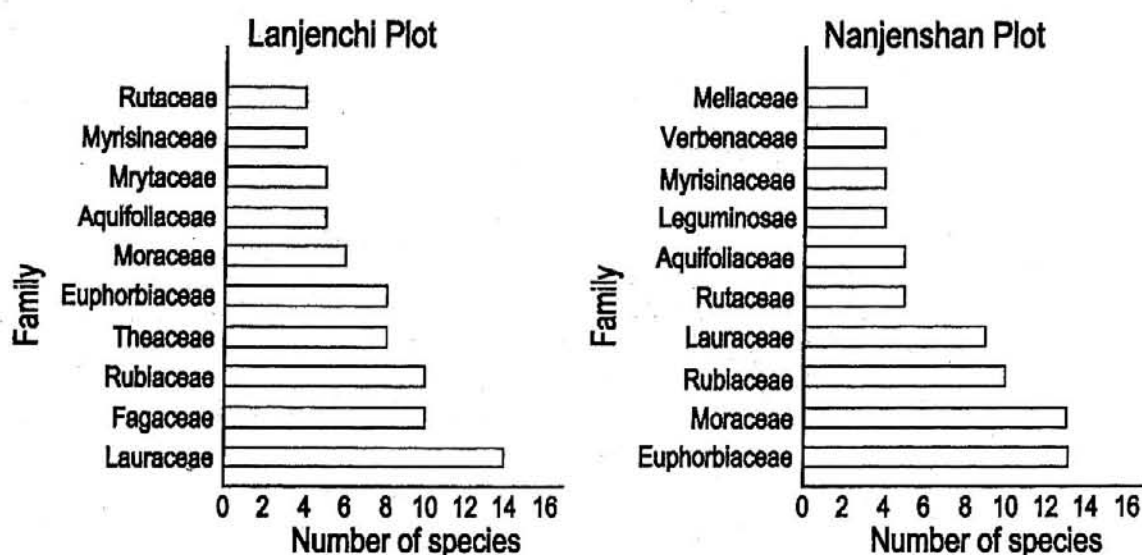 Lanjenchi Plot
Family
Rutaceae
Myrisinaceae
Mrytaceae
Aquifoliaceae
Moraceae
Euphorbiaceae
Theaceae
Rubiaceae
Fagaceae
Lauraceae
0 2 4 6 8 10 12 14 16
Number of species
Nanjenshan Plot
Family
Meliaceae
Verbenaceae
Myrisinaceae
Leguminosae
Aquifoliaceae
Rutaceae
Lauraceae
Rubiaceae
Moraceae
Euphorbiaceae
0 2 4 6 8 10 12 14 16
Number of species